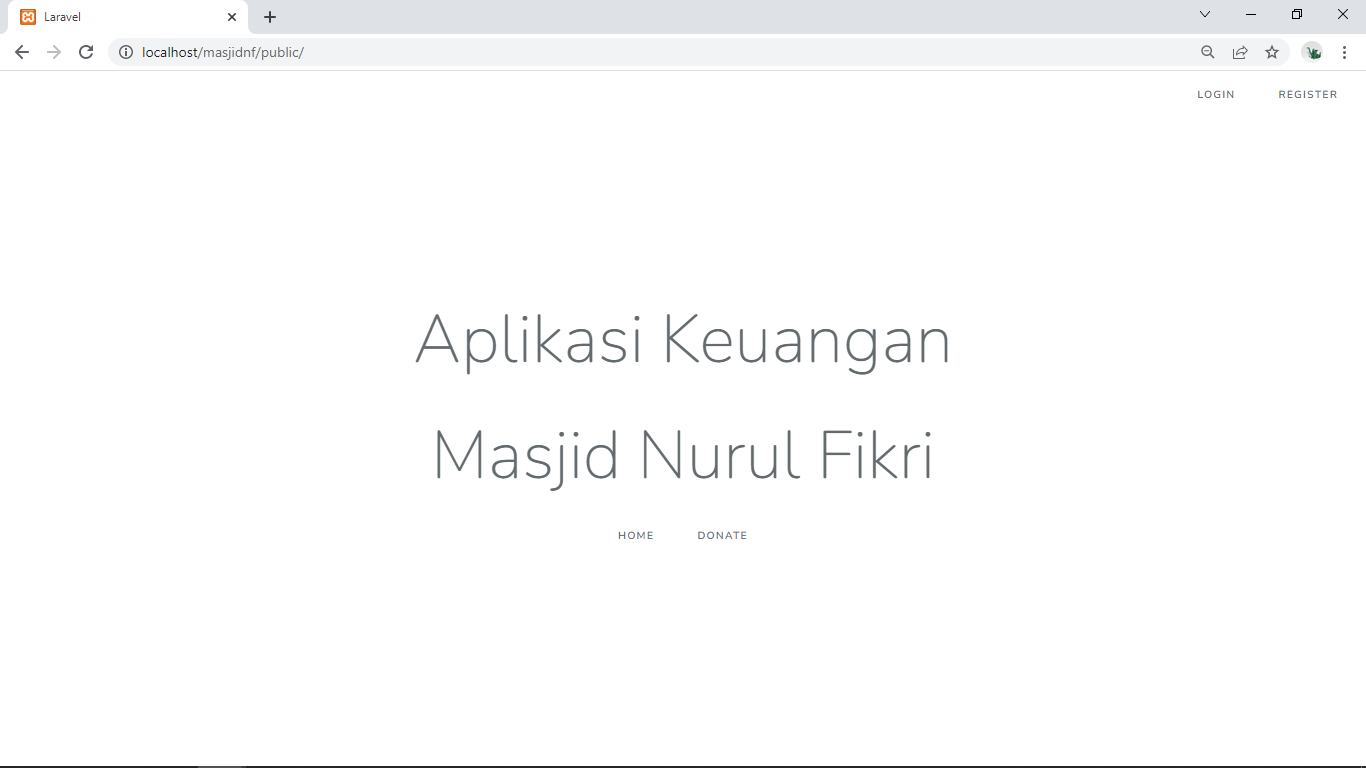 Laravel
localhost/masjidnf/public/
LOGIN REGISTER
Aplikasi Keuangan
Masjid Nurul Fikri
HOME DONATE